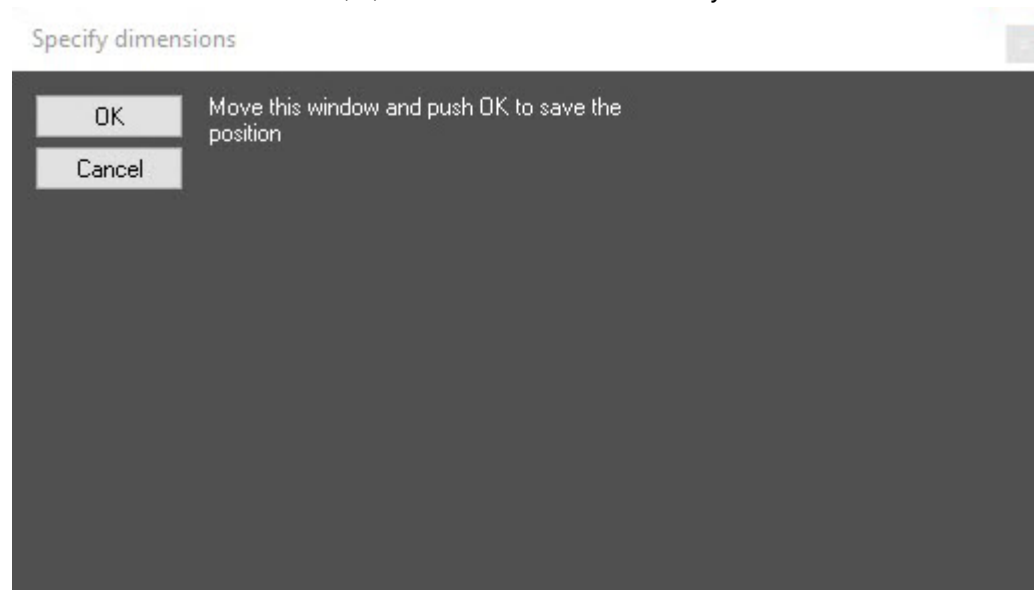 Specify dimensions
OK
Move this window and push OK to save the
position
Cancel